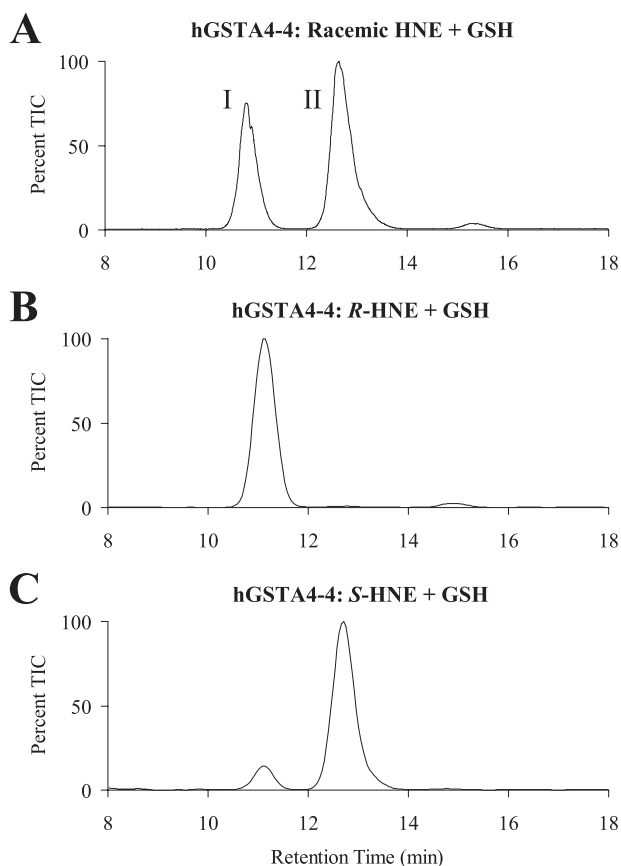 A
hGSTA4-4: Racemic HNE + GSH
Percent TIC
100
50
0
I
II
8 10 12 14 16 18
B
hGSTA4-4: R-HNE + GSH
Percent TIC
100
50
0
8 10 12 14 16 18
C
hGSTA4-4: S-HNE + GSH
Percent TIC
100
50
0
8 10 12 14 16 18
Retention Time (min)